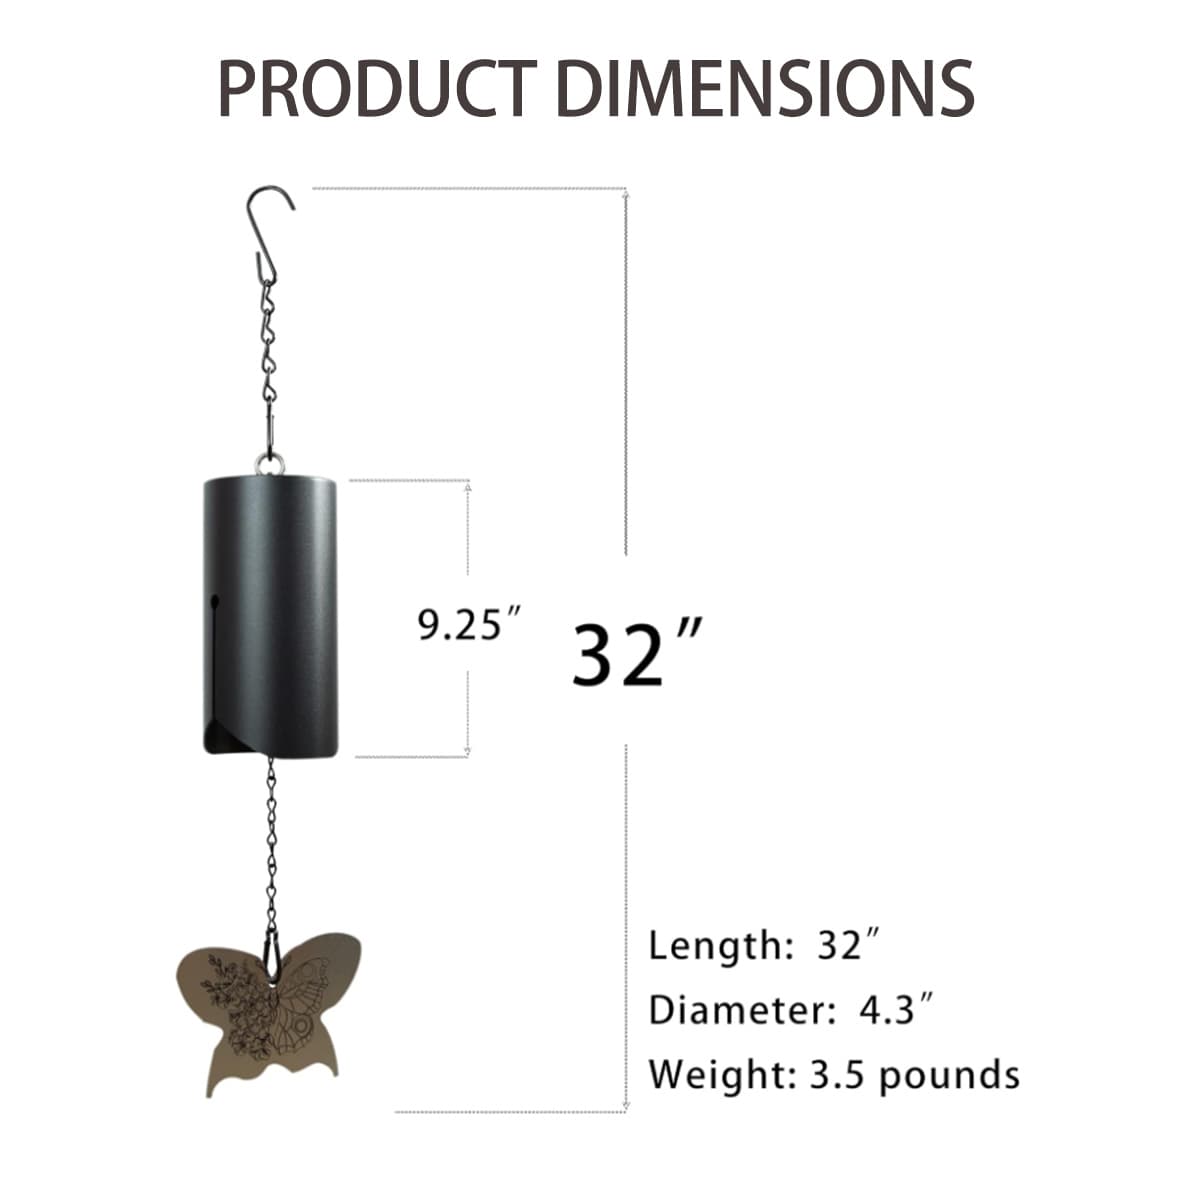 PRODUCT DIMENSIONS
9.25″
32″
Length: 32″
Diameter: 4.3″
Weight: 3.5 pounds